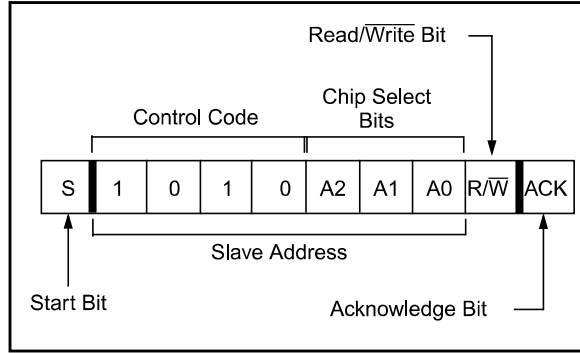 Read/Write Bit
Chip Select
Bits
Control Code
S 1 0 1 0 A2 A1 A0 R/W ACK
Slave Address
Start Bit
Acknowledge Bit